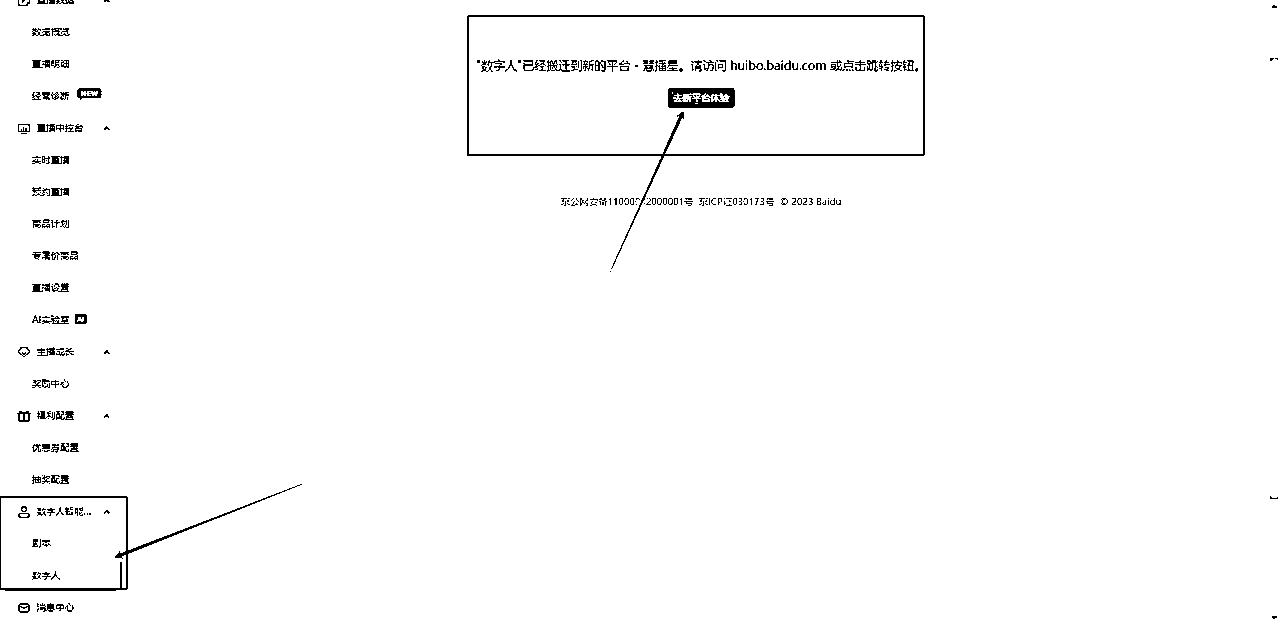 直播数据
数据概览
直播明细
经营诊断 NEW
直播中控台
实时直播
预约直播
商品计划
专属价商品
直播设置
AI实验室 AI
主播成长
奖励中心
福利配置
优惠券配置
抽奖配置
数字人智能...
剧本
数字人
消息中心
"数字人"已经搬迁到新的平台 - 慧播星。请访问 huibo.baidu.com 或点击跳转按钮。
去新平台体验
京公网安备11000 2000001号 京ICP证030173号 © 2023 Baidu